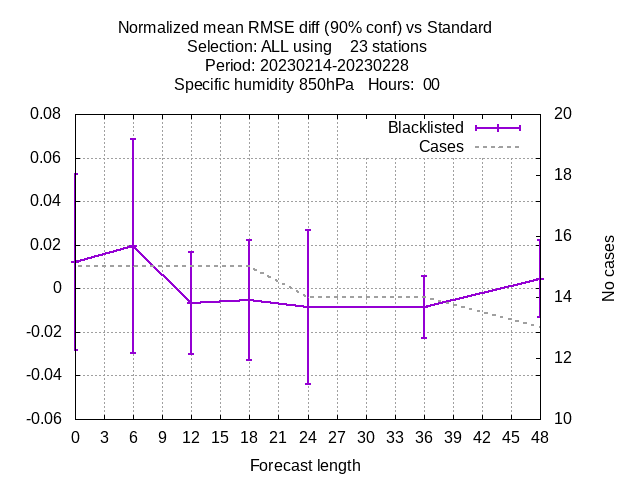 Normalized mean RMSE diff (90% conf) vs Standard
Selection: ALL using    23 stations
Period: 20230214-20230228
Specific humidity 850hPa   Hours:  00
0.08
0.06
0.04
0.02
0
-0.02
-0.04
-0.06
Blacklisted
Cases
20
18
16
14
12
10
No cases
0 3 6 9 12 15 18 21 24 27 30 33 36 39 42 45 48
Forecast length